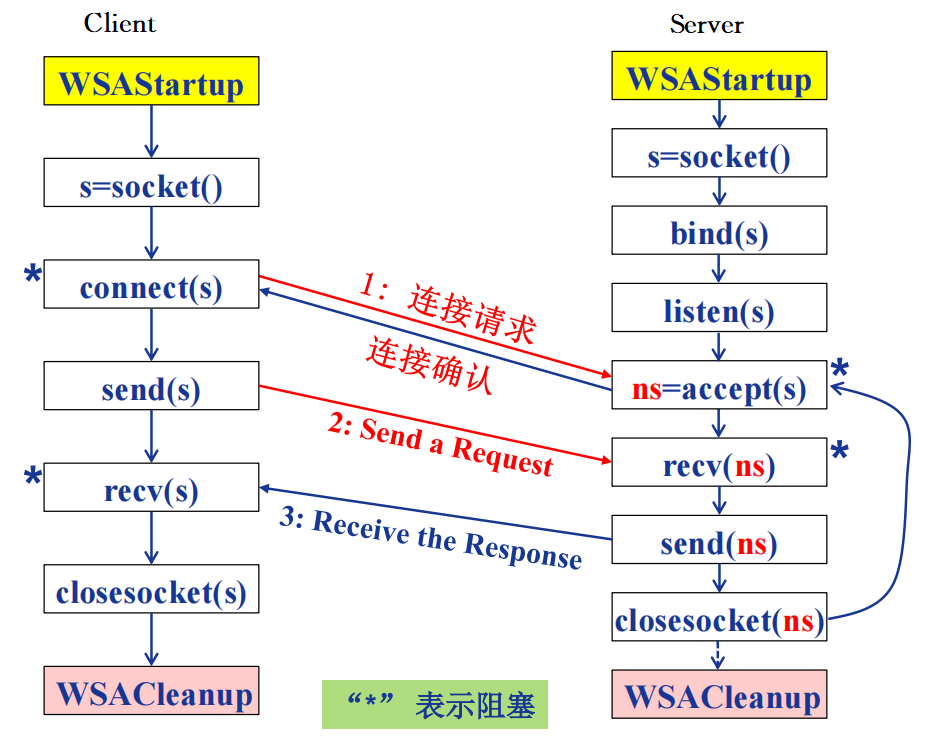 Client
WSAStartup
s=socket()
*
connect(s)
send(s)
*
recv(s)
closesocket(s)
WSACleanup
1: 连接请求
连接确认
2: Send a Request
3: Receive the Response
Server
WSAStartup
s=socket()
bind(s)
listen(s)
ns=accept(s)
*
recv(ns)
*
send(ns)
closesocket(ns)
WSACleanup
“*” 表示阻塞